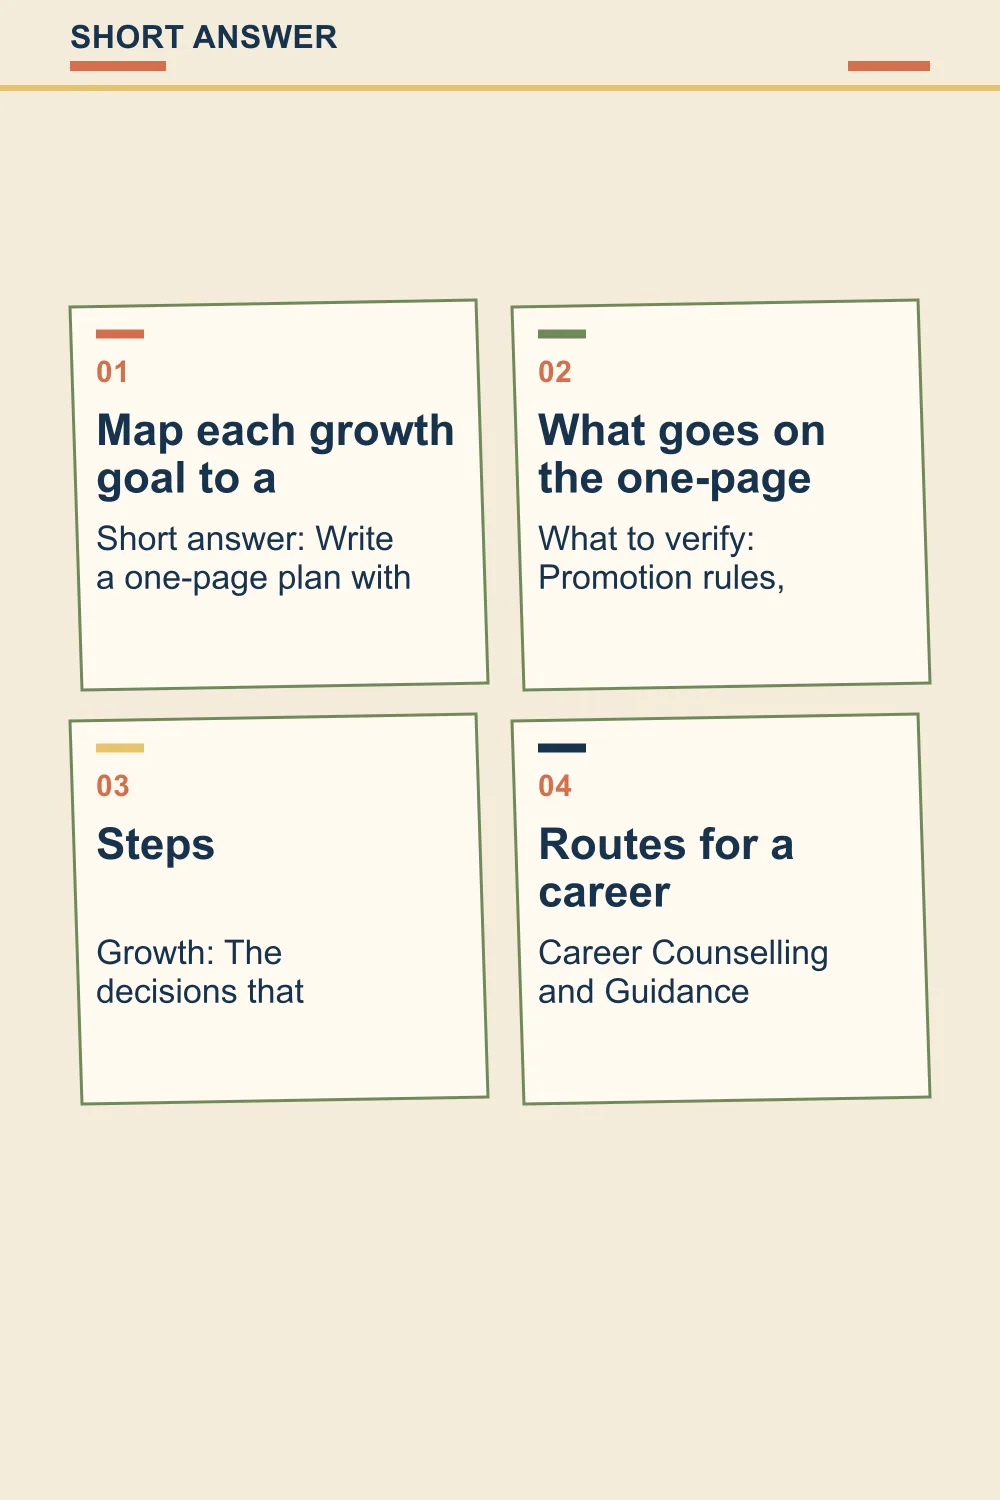 SHORT ANSWER
01
Map each growth
goal to a
Short answer: Write
a one-page plan with
02
What goes on
the one-page
What to verify:
Promotion rules,
03
Steps
Growth: The
decisions that
04
Routes for a
career
Career Counselling
and Guidance